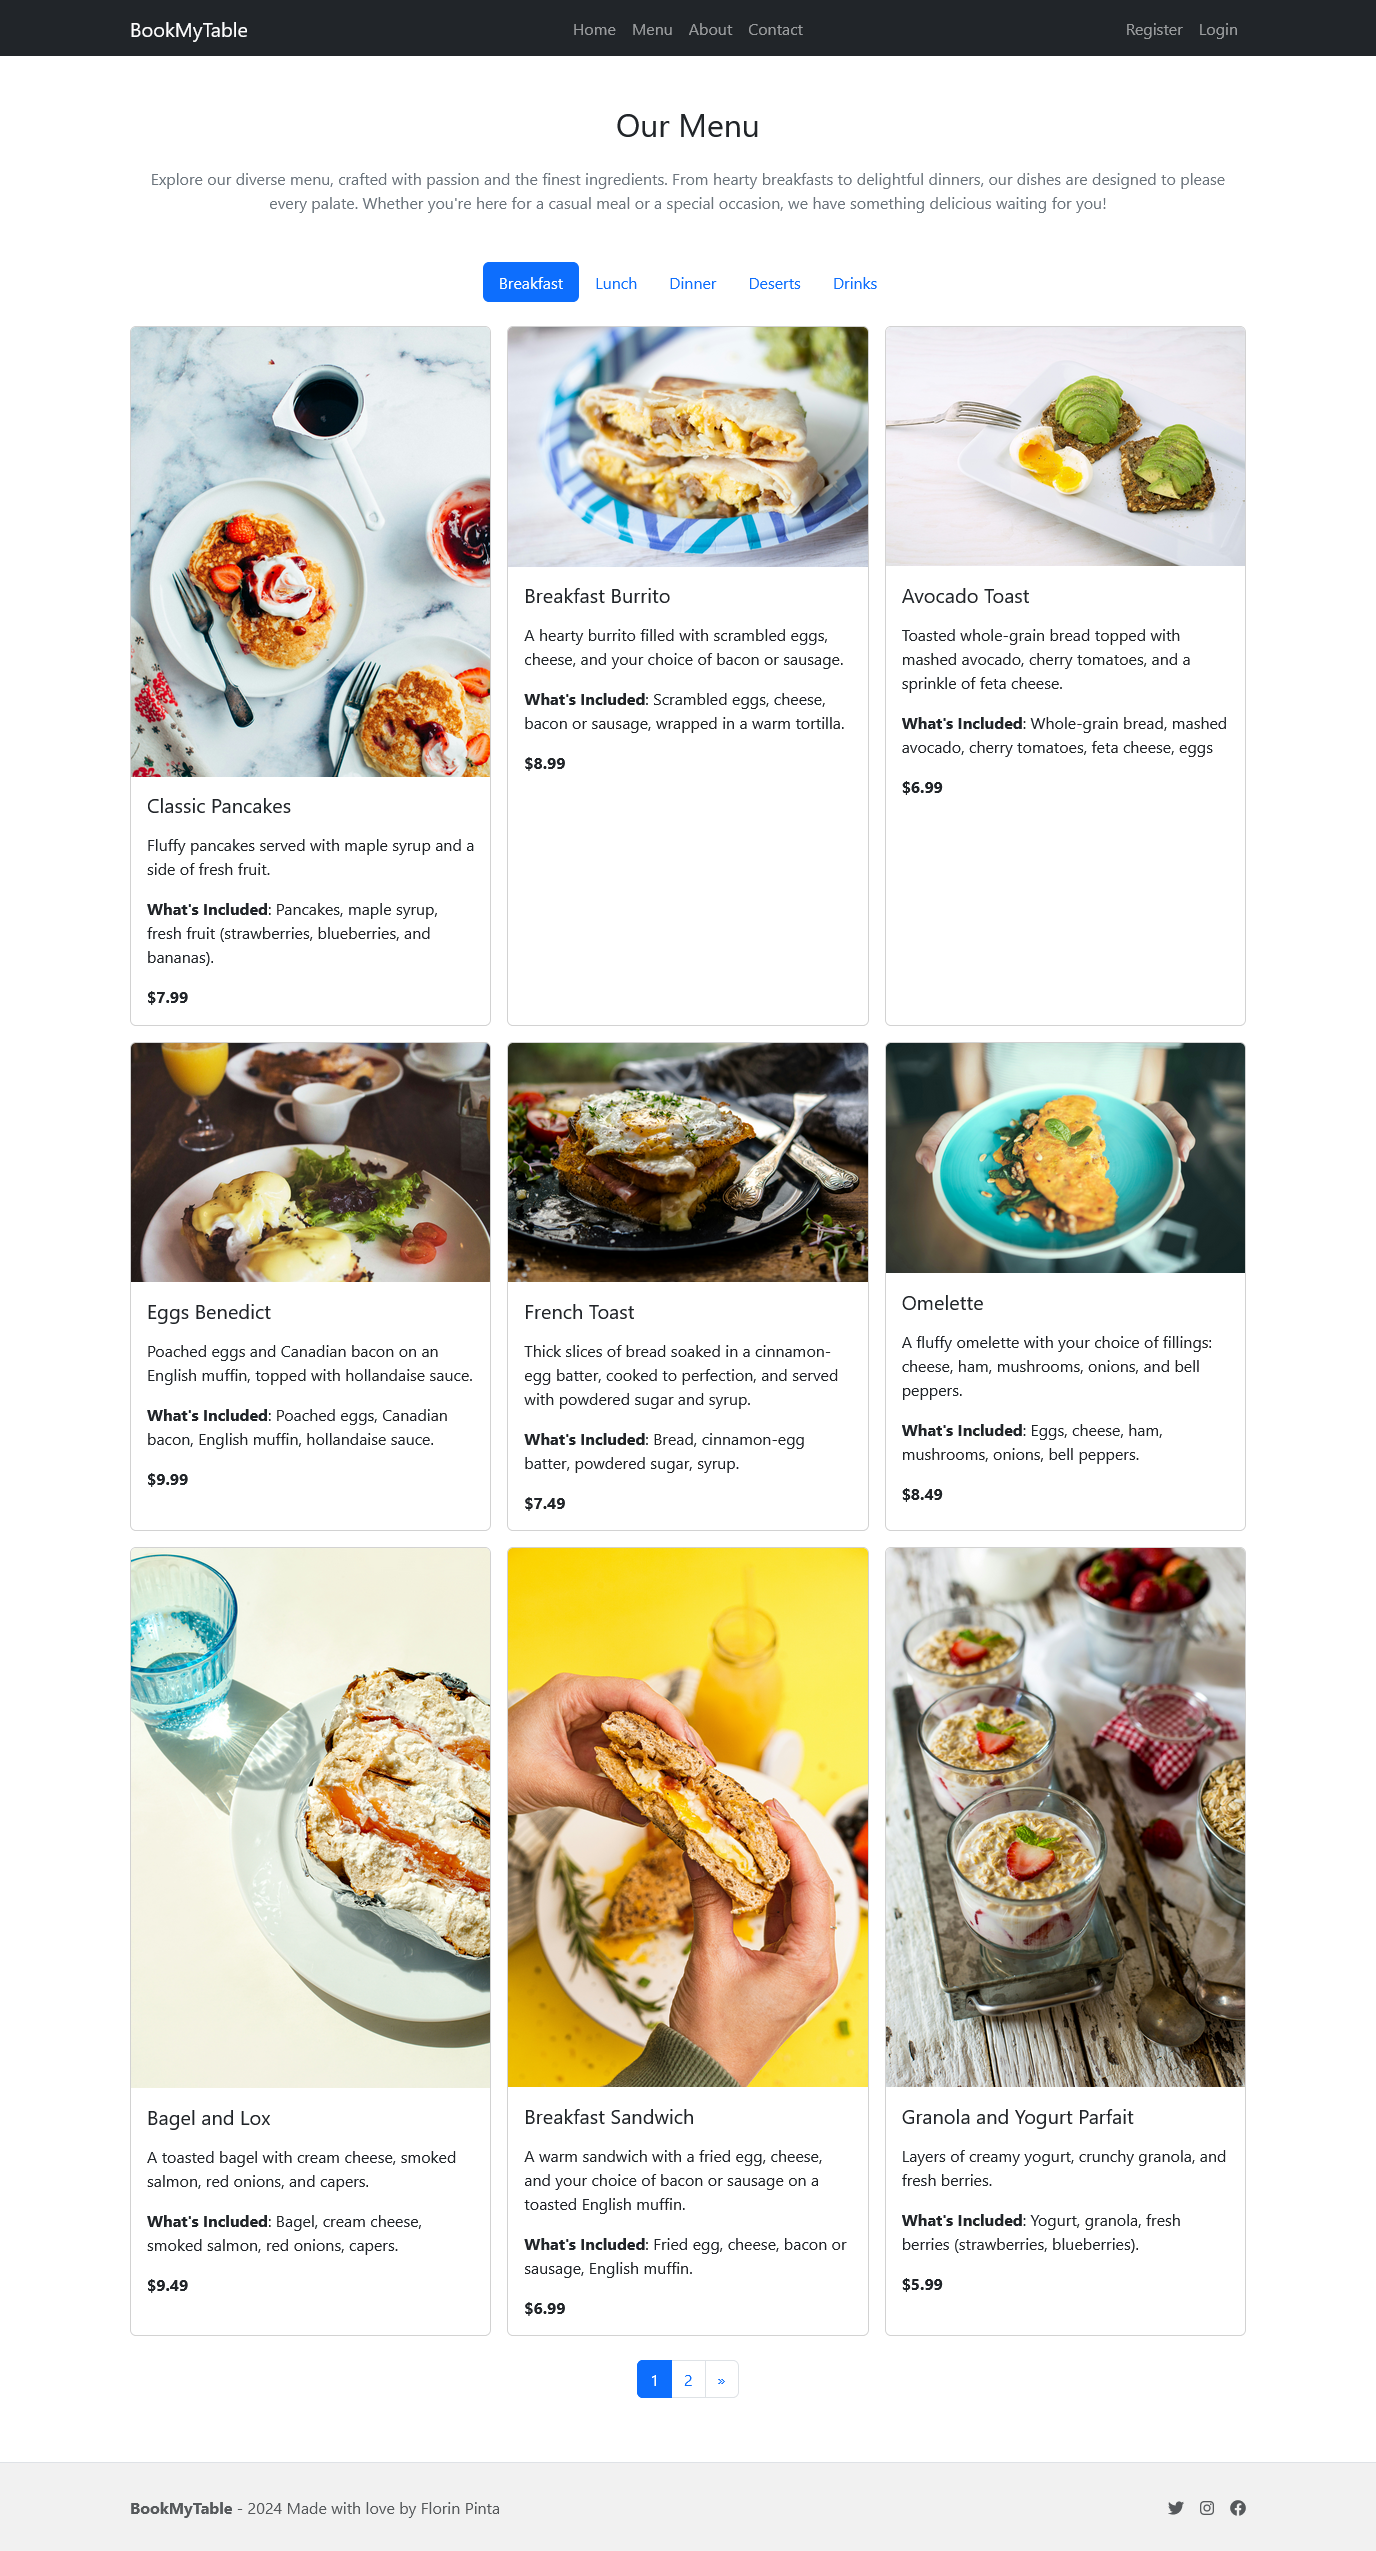 BookMyTable
Home Menu About Contact
Register Login
Our Menu
Explore our diverse menu, crafted with passion and the finest ingredients. From hearty breakfasts to delightful dinners, our dishes are designed to please
every palate. Whether you're here for a casual meal or a special occasion, we have something delicious waiting for you!
Breakfast Lunch Dinner Deserts Drinks
Classic Pancakes
Fluffy pancakes served with maple syrup and a
side of fresh fruit.
What's Included: Pancakes, maple syrup,
fresh fruit (strawberries, blueberries, and
bananas).
$7.99
Breakfast Burrito
A hearty burrito filled with scrambled eggs,
cheese, and your choice of bacon or sausage.
What's Included: Scrambled eggs, cheese,
bacon or sausage, wrapped in a warm tortilla.
$8.99
Avocado Toast
Toasted whole-grain bread topped with
mashed avocado, cherry tomatoes, and a
sprinkle of feta cheese.
What's Included: Whole-grain bread, mashed
avocado, cherry tomatoes, feta cheese, eggs
$6.99
Eggs Benedict
Poached eggs and Canadian bacon on an
English muffin, topped with hollandaise sauce.
What's Included: Poached eggs, Canadian
bacon, English muffin, hollandaise sauce.
$9.99
French Toast
Thick slices of bread soaked in a cinnamon-
egg batter, cooked to perfection, and served
with powdered sugar and syrup.
What's Included: Bread, cinnamon-egg
batter, powdered sugar, syrup.
$7.49
Omelette
A fluffy omelette with your choice of fillings:
cheese, ham, mushrooms, onions, and bell
peppers.
What's Included: Eggs, cheese, ham,
mushrooms, onions, bell peppers.
$8.49
Bagel and Lox
A toasted bagel with cream cheese, smoked
salmon, red onions, and capers.
What's Included: Bagel, cream cheese,
smoked salmon, red onions, capers.
$9.49
Breakfast Sandwich
A warm sandwich with a fried egg, cheese,
and your choice of bacon or sausage on a
toasted English muffin.
What's Included: Fried egg, cheese, bacon or
sausage, English muffin.
$6.99
Granola and Yogurt Parfait
Layers of creamy yogurt, crunchy granola, and
fresh berries.
What's Included: Yogurt, granola, fresh
berries (strawberries, blueberries).
$5.99
1 2 »
BookMyTable - 2024 Made with love by Florin Pinta